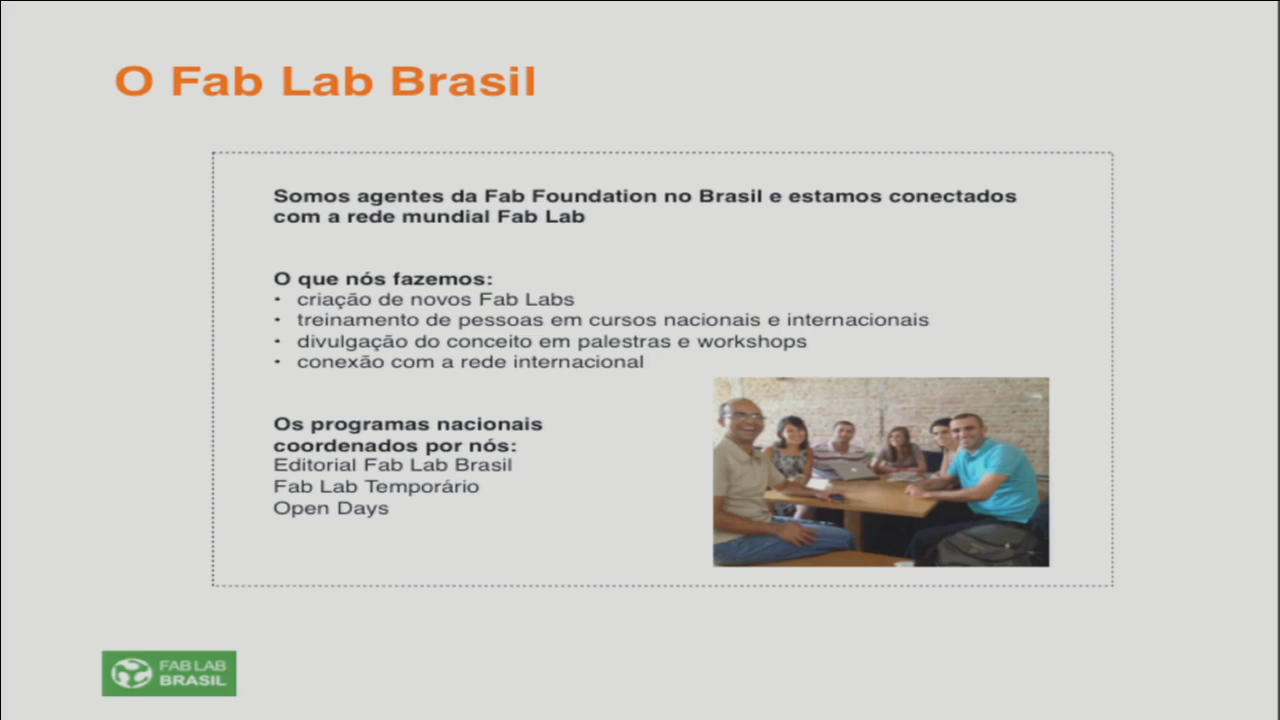 O Fab Lab Brasil
Somos agentes da Fab Foundation no Brasil e estamos conectados
com a rede mundial Fab Lab
O que nós fazemos:
• criação de novos Fab Labs
• treinamento de pessoas em cursos nacionais e internacionais
• divulgação do conceito em palestras e workshops
• conexão com a rede internacional
Os programas nacionais
coordenados por nós:
Editorial Fab Lab Brasil
Fab Lab Temporário
Open Days
FAB LAB
BRASIL